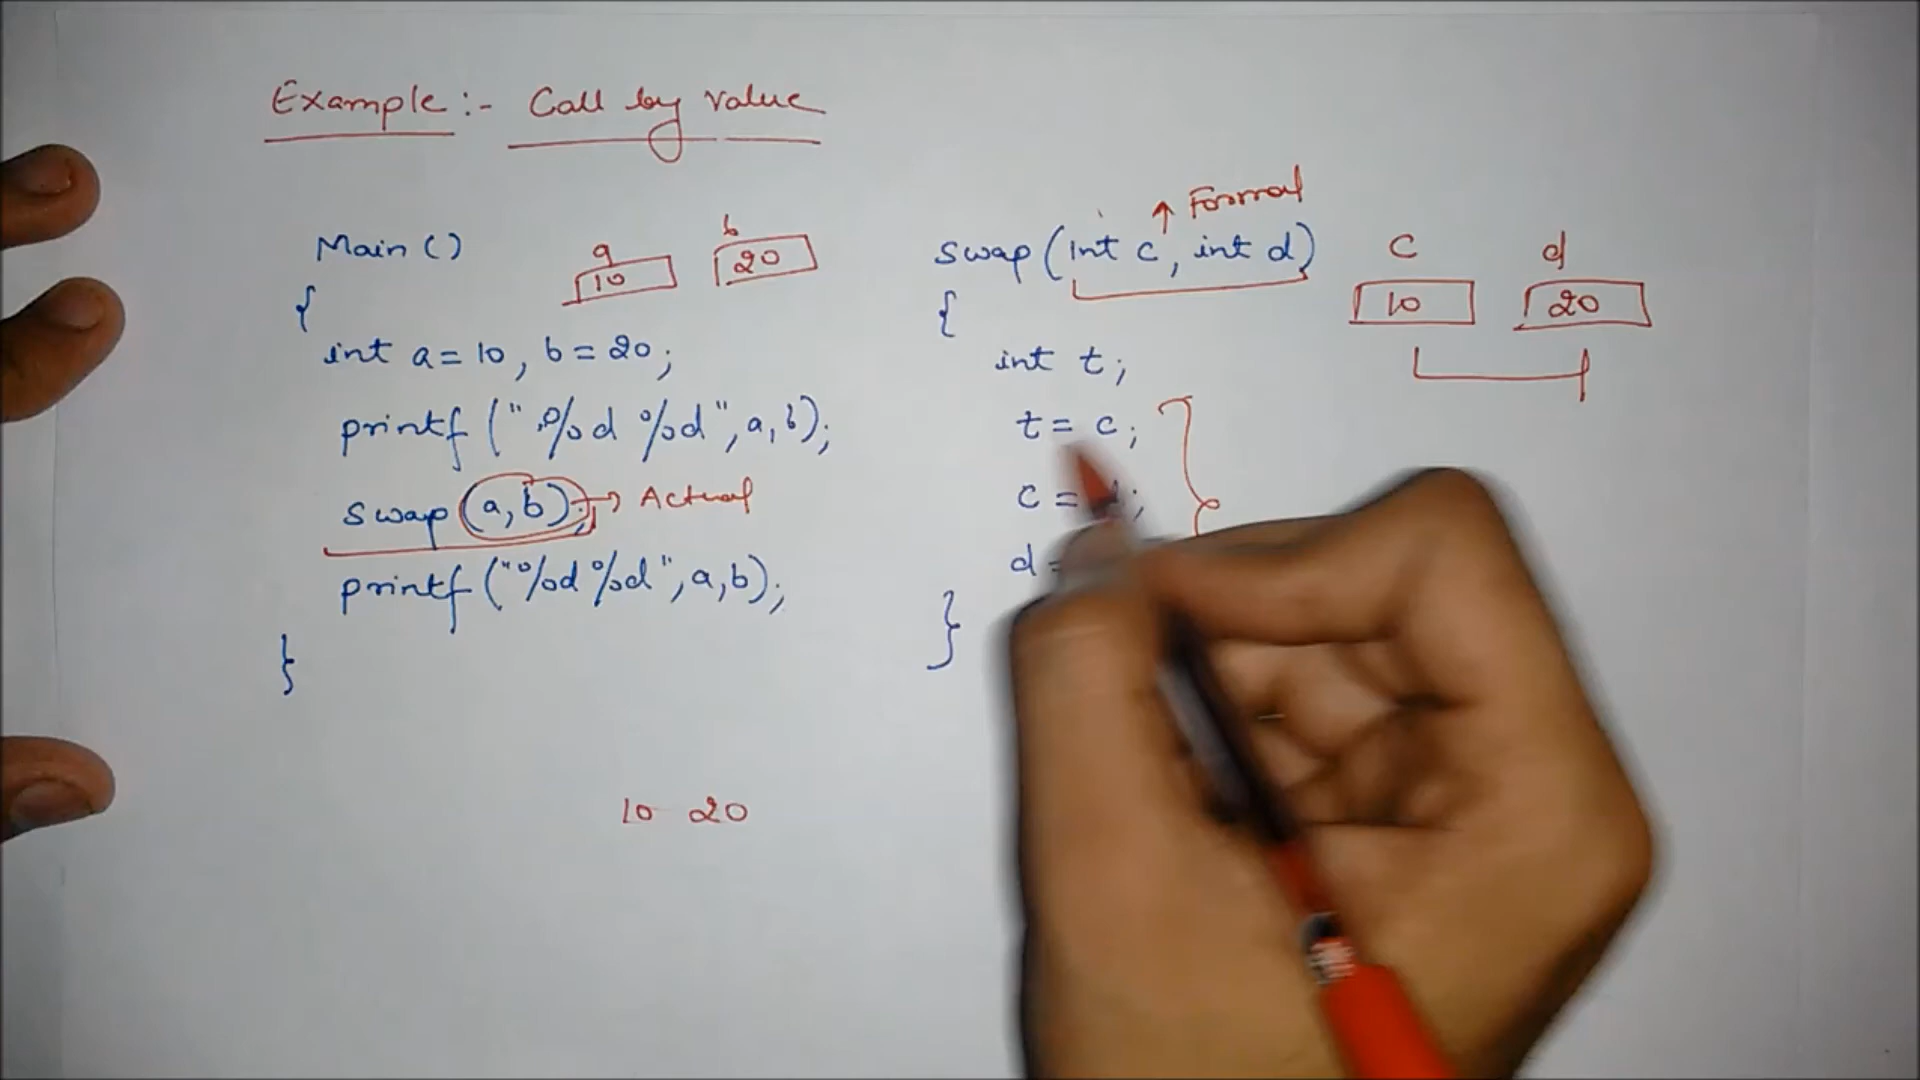 Example:- Call by value
Main()
{
int a=10, b=20;
printf("%d %d",a,b);
swap(a,b); → Actual
printf("%d %d",a,b);
}
a
10
b
20
10 20
↑ Formal
swap(int c, int d)
{
int t;
t=c;
c=
d=
}
c
10
d
20